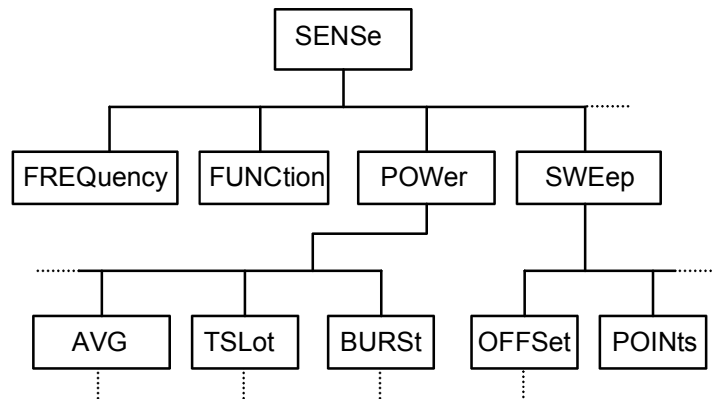 SENSe
FREQuency FUNCtion POWer SWEep
AVG TSLot BURSt OFFSet POINts